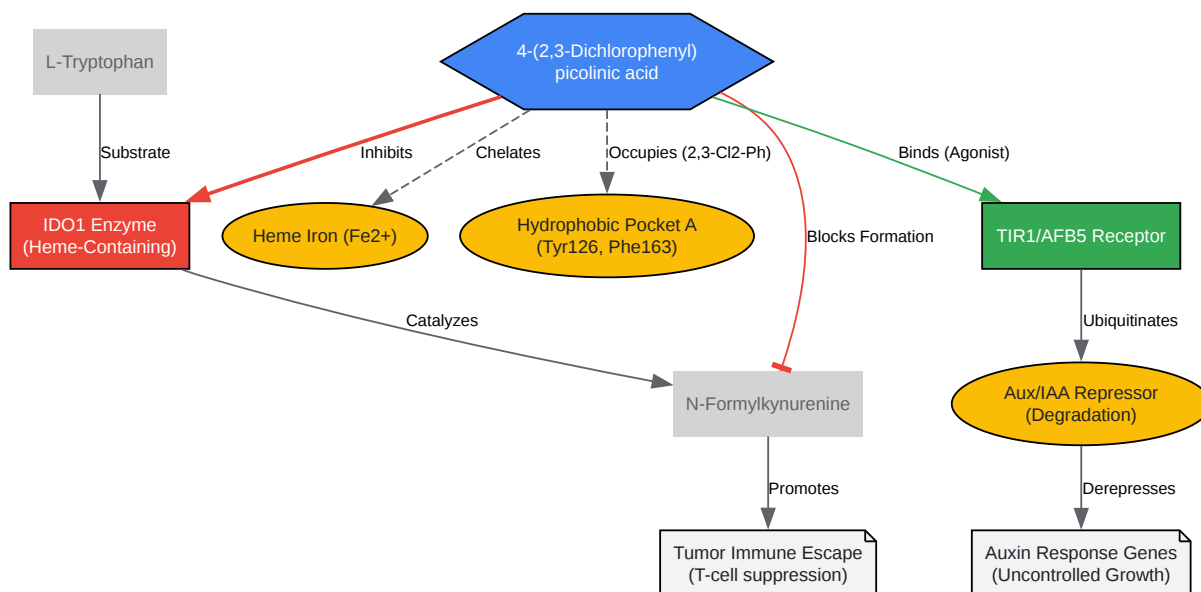 4-(2,3-Dichlorophenyl)
picolinic acid
L-Tryptophan
Substrate
Inhibits
Chelates
Occupies (2,3-Cl2-Ph)
Binds (Agonist)
IDO1 Enzyme
(Heme-Containing)
Heme Iron (Fe2+)
Hydrophobic Pocket A
(Tyr126, Phe163)
Blocks Formation
TIR1/AFB5 Receptor
Catalyzes
Ubiquitinates
N-Formylkynurenine
Aux/IAA Repressor
(Degradation)
Promotes
Derepresses
Tumor Immune Escape
(T-cell suppression)
Auxin Response Genes
(Uncontrolled Growth)